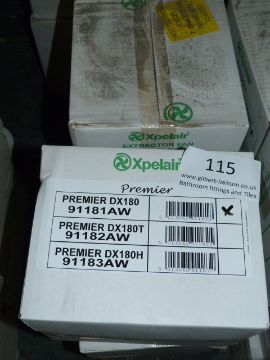 Xpelair
EXTRACTOR FAN
Xpelair
115
www.gilbert-baitson.co.uk
Bathroom fittings and tiles
Premier
PREMIER DX180
91181AW
PREMIER DX180T
91182AW
PREMIER DX180H
91183AW